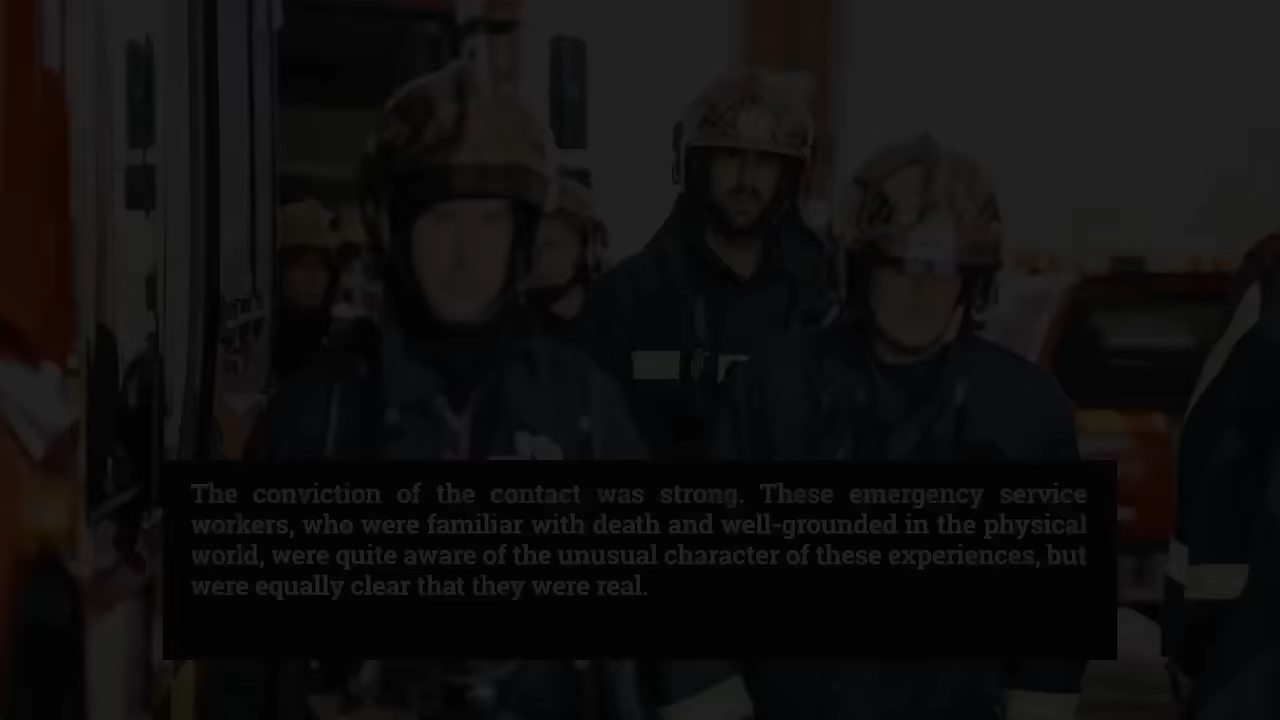 The conviction of the contact was strong. These emergency service
workers, who were familiar with death and well-grounded in the physical
world, were quite aware of the unusual character of these experiences, but
were equally clear that they were real.